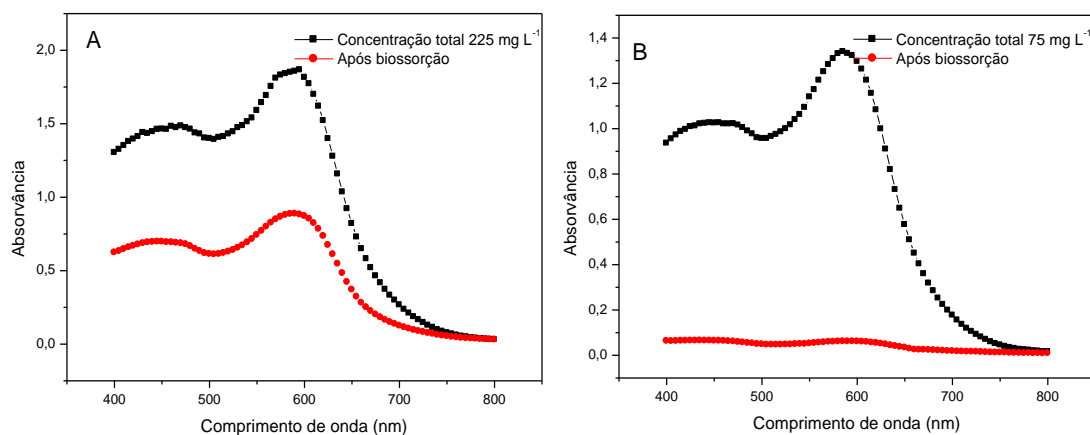 A
Concentração total 225 mg L⁻¹
Após biossorção
2,0
1,5
1,0
0,5
0,0
Absorvância
400 500 600 700 800
Comprimento de onda (nm)
B
Concentração total 75 mg L⁻¹
Após biossorção
1,4
1,2
1,0
0,8
0,6
0,4
0,2
0,0
Absorvância
400 500 600 700 800
Comprimento de onda (nm)